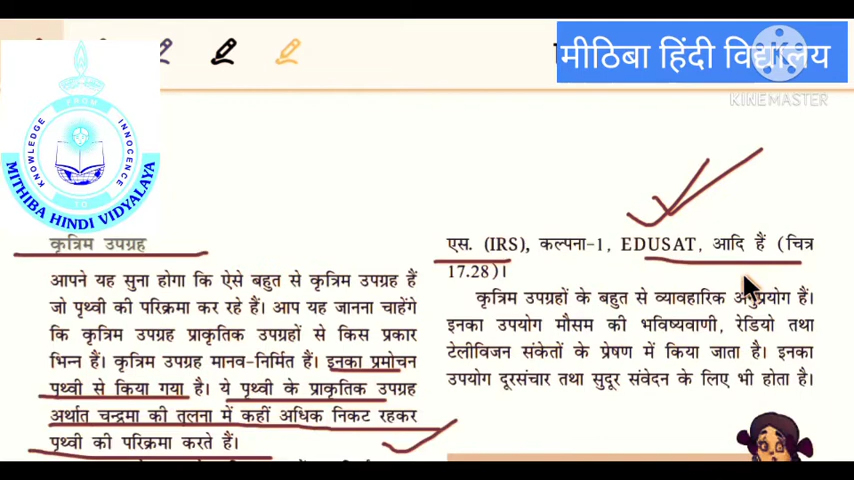 मीठिबा हिंदी विद्यालय
KINEMASTER
FROM
KNOWLEDGE
INNOCENCE
TO
MITHIBA HINDI VIDYALAYA
कृत्रिम उपग्रह
आपने यह सुना होगा कि ऐसे बहुत से कृत्रिम उपग्रह हैं
जो पृथ्वी की परिक्रमा कर रहे हैं। आप यह जानना चाहेंगे
कि कृत्रिम उपग्रह प्राकृतिक उपग्रहों से किस प्रकार
भिन्न हैं। कृत्रिम उपग्रह मानव-निर्मित हैं। इनका प्रमोचन
पृथ्वी से किया गया है। ये पृथ्वी के प्राकृतिक उपग्रह
अर्थात चन्द्रमा की तुलना में कहीं अधिक निकट रहकर
पृथ्वी की परिक्रमा करते हैं।
एस. (IRS), कल्पना-1, EDUSAT, आदि हैं (चित्र
17.28)।
कृत्रिम उपग्रहों के बहुत से व्यावहारिक अनुप्रयोग हैं।
इनका उपयोग मौसम की भविष्यवाणी, रेडियो तथा
टेलीविजन संकेतों के प्रेषण में किया जाता है। इनका
उपयोग दूरसंचार तथा सुदूर संवेदन के लिए भी होता है।